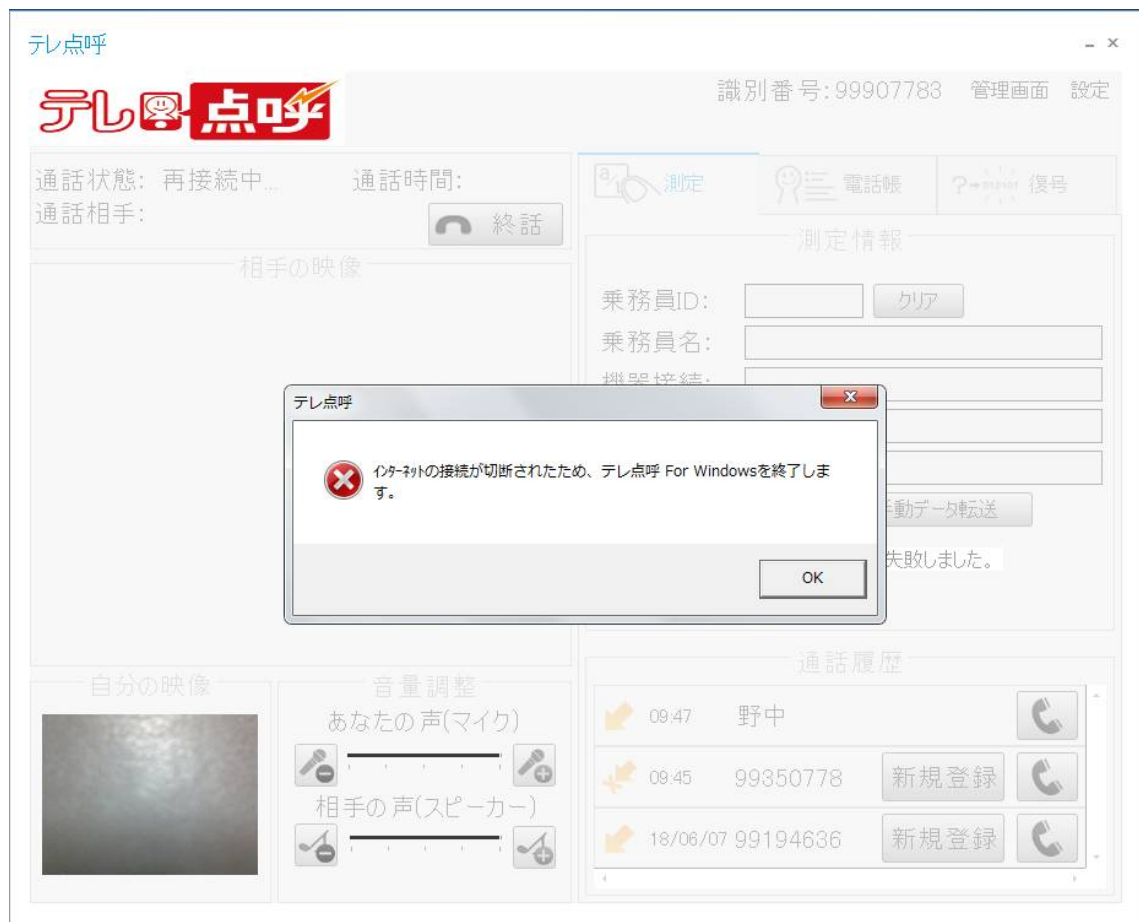 テレ点呼
テレ点呼
識別番号:99907783 管理画面 設定
通話状態: 再接続中... 通話時間:
通話相手:
終話
測定 電話帳 復号
相手の映像
測定情報
乗務員ID: クリア
乗務員名:
機器接続:
テレ点呼
インターネットの接続が切断されたため、テレ点呼 For Windowsを終了しま
す。
OK
手動データ転送
失敗しました。
自分の映像
音量調整
あなたの声(マイク)
相手の声(スピーカー)
通話履歴
09:47 野中
09:45 99350778 新規登録
18/06/07 99194636 新規登録